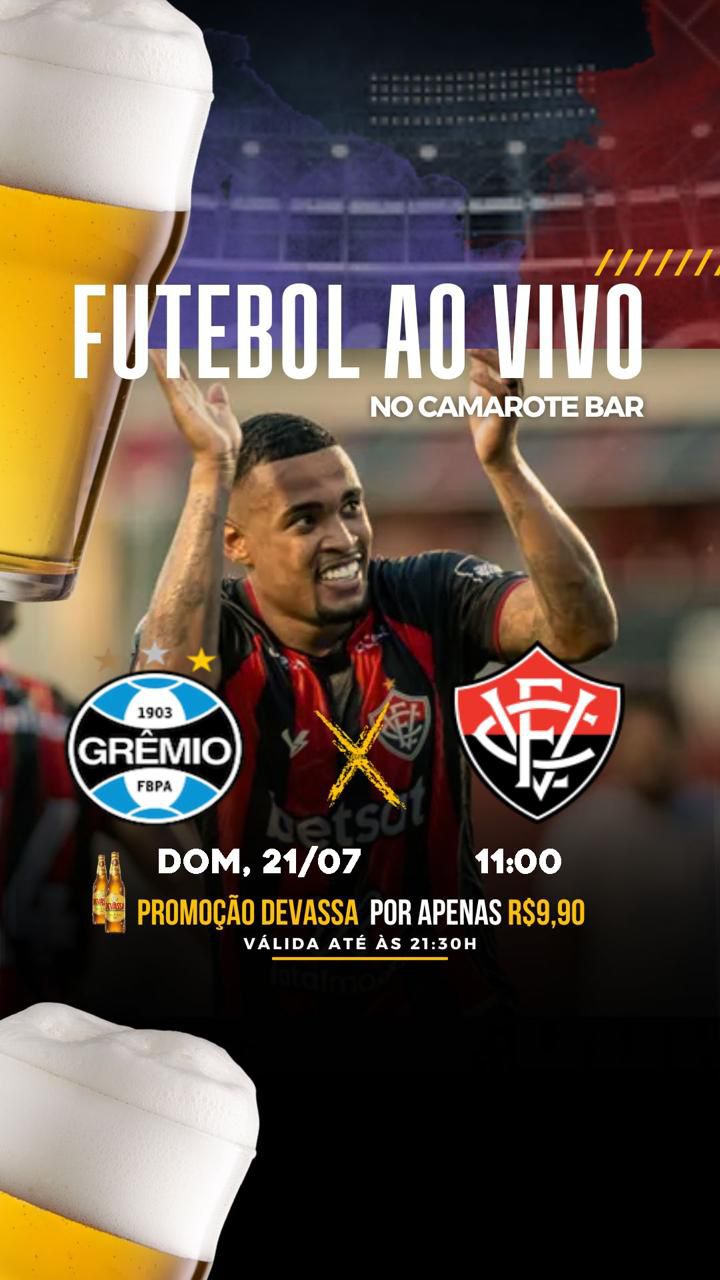 FUTEBOL AO VIVO
NO CAMAROTE BAR
1903
GRÊMIO
FBPA
betsat
DOM, 21/07 11:00
PROMOÇÃO DEVASSA POR APENAS R$9,90
VÁLIDA ATÉ ÀS 21:30H